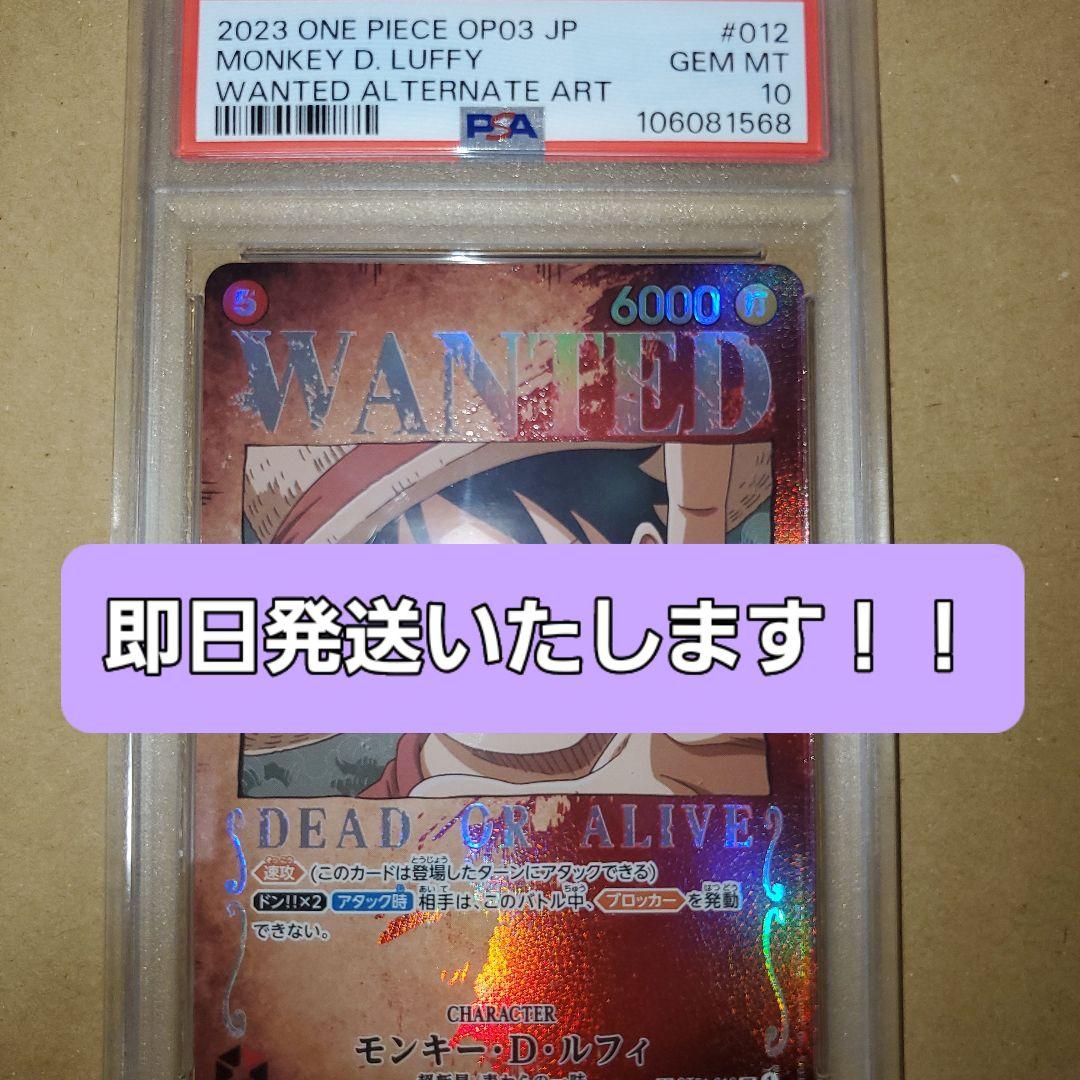 2023 ONE PIECE OP03 JP #012
MONKEY D. LUFFY GEM MT
WANTED ALTERNATE ART 10
PSA 106081568
5 6000
WANTED
即日発送いたします！！
DEAD OR ALIVE
速攻 (このカードは登場したターンにアタックできる)
ドン!!×2 アタック時 相手は、このバトル中、ブロッカーを発動
できない。
CHARACTER
モンキー・D・ルフィ